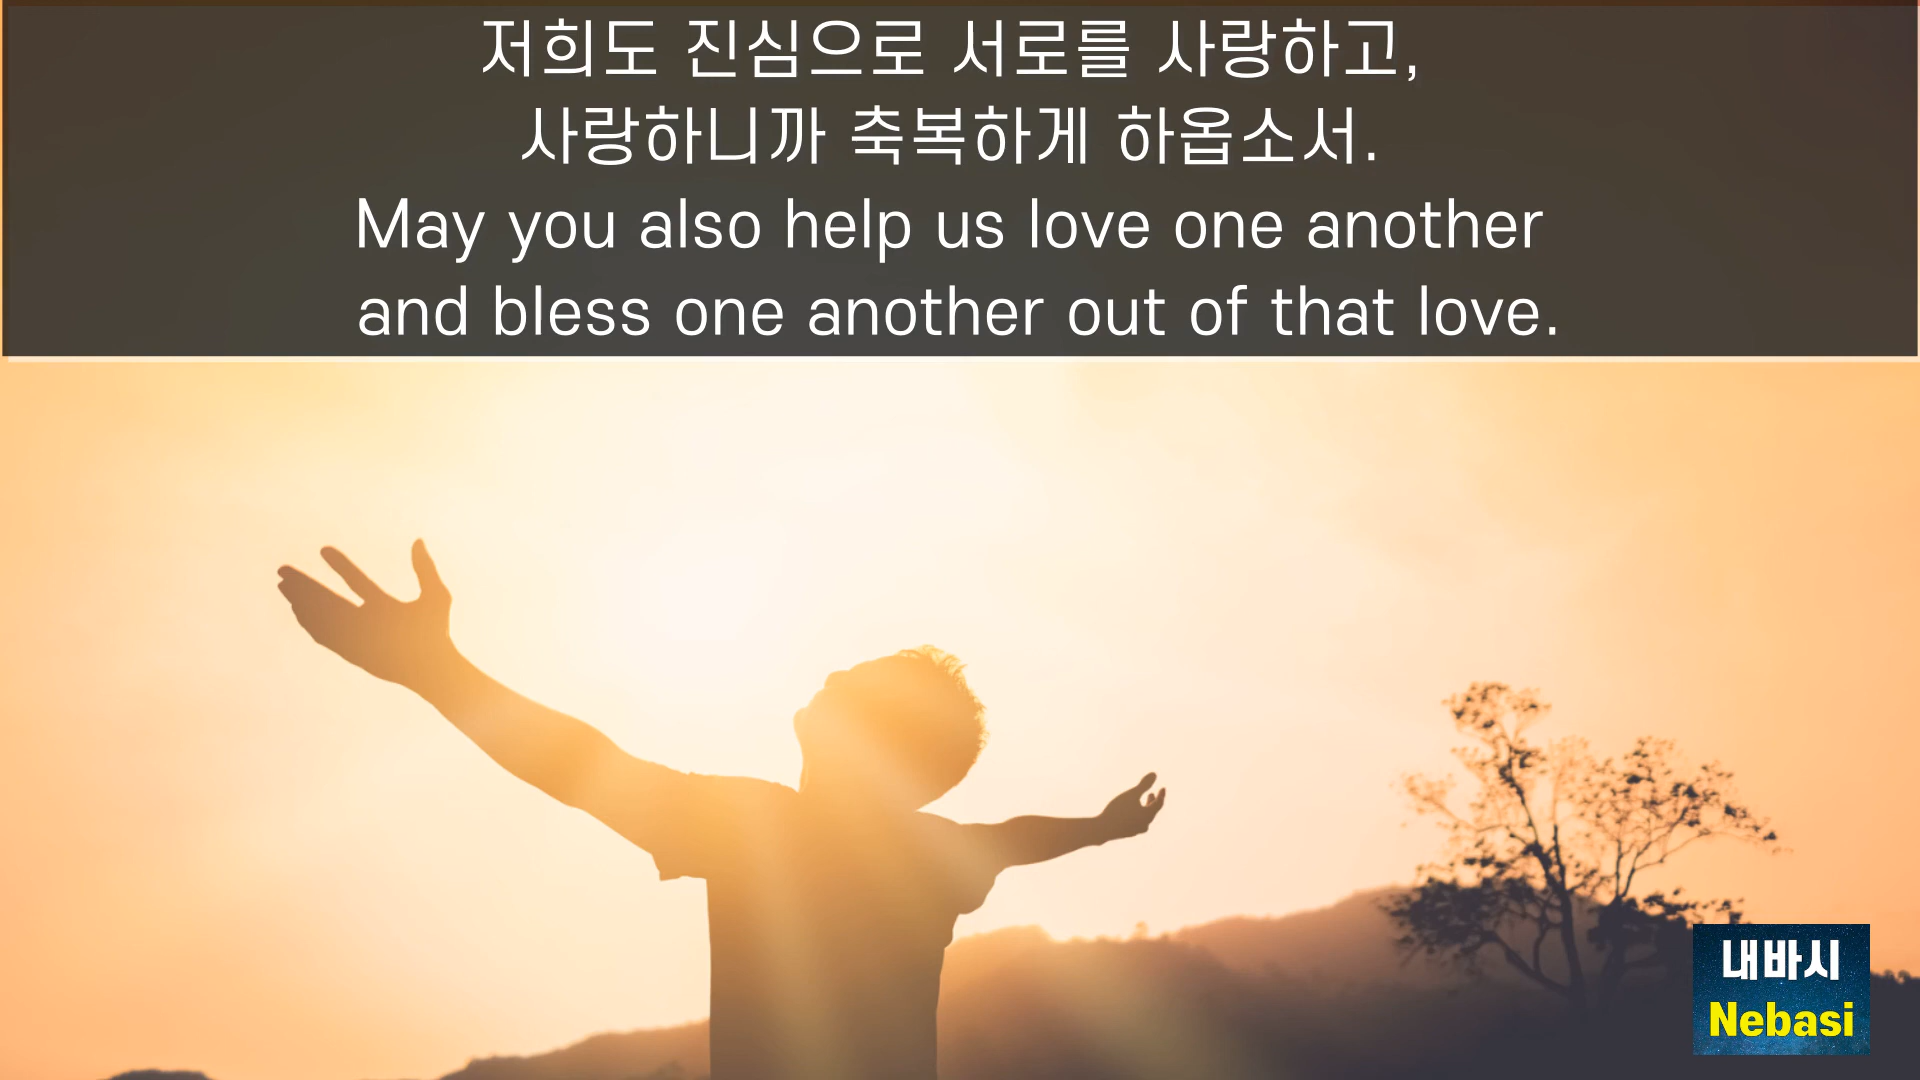 저희도 진심으로 서로를 사랑하고,
사랑하니까 축복하게 하옵소서.
May you also help us love one another
and bless one another out of that love.
내바시
Nebasi